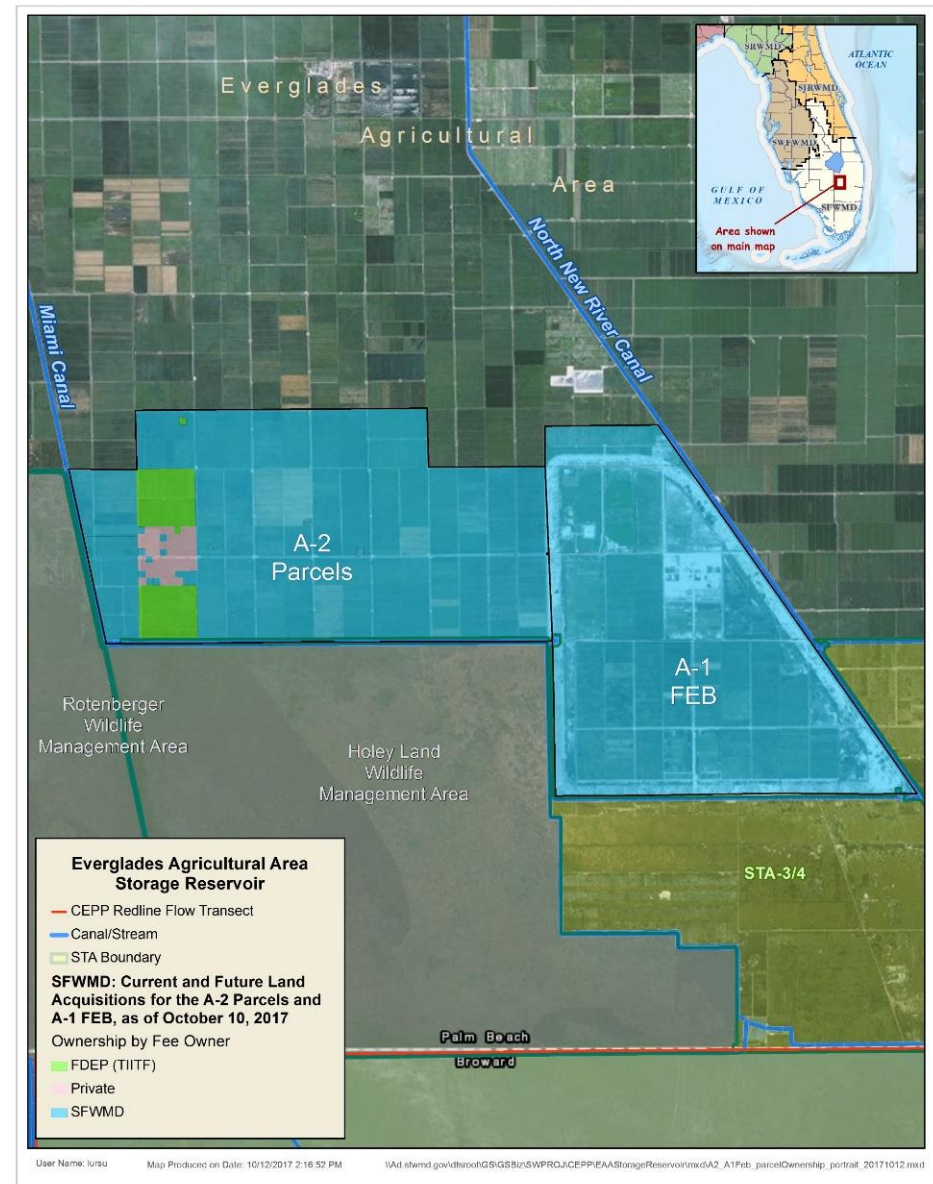 Everglades
Agricultural
Area
SRWMD
ATLANTIC
OCEAN
SJRWMD
SWFWMD
GULF OF
MEXICO
SFWMD
Area shown
on main map
North New River Canal
Miami Canal
A-2
Parcels
A-1
FEB
Rotenberger
Wildlife
Management Area
Holey Land
Wildlife
Management Area
STA-3/4
Palm Beach
Broward
Everglades Agricultural Area
Storage Reservoir
CEPP Redline Flow Transect
Canal/Stream
STA Boundary
SFWMD: Current and Future Land
Acquisitions for the A-2 Parcels and
A-1 FEB, as of October 10, 2017
Ownership by Fee Owner
FDEP (TIITF)
Private
SFWMD
User Name: lursu Map Produced on Date: 10/12/2017 2:16:52 PM \\Ad.sfwmd.gov\dfsroot\GS\GSBiz\SWPROJ\CEPP\EAAStorageReservoir\mxd\A2_A1Feb_parcelOwnership_portrait_20171012.mxd